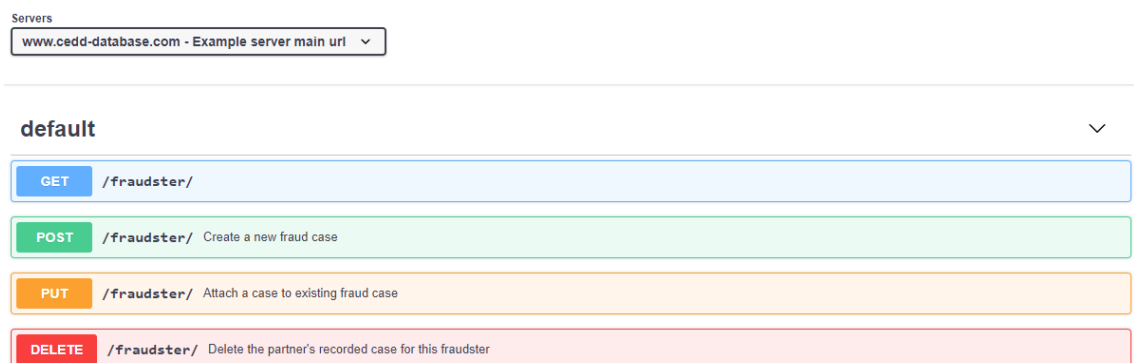 Servers
www.cedd-database.com - Example server main url
default
GET /fraudster/
POST /fraudster/ Create a new fraud case
PUT /fraudster/ Attach a case to existing fraud case
DELETE /fraudster/ Delete the partner's recorded case for this fraudster